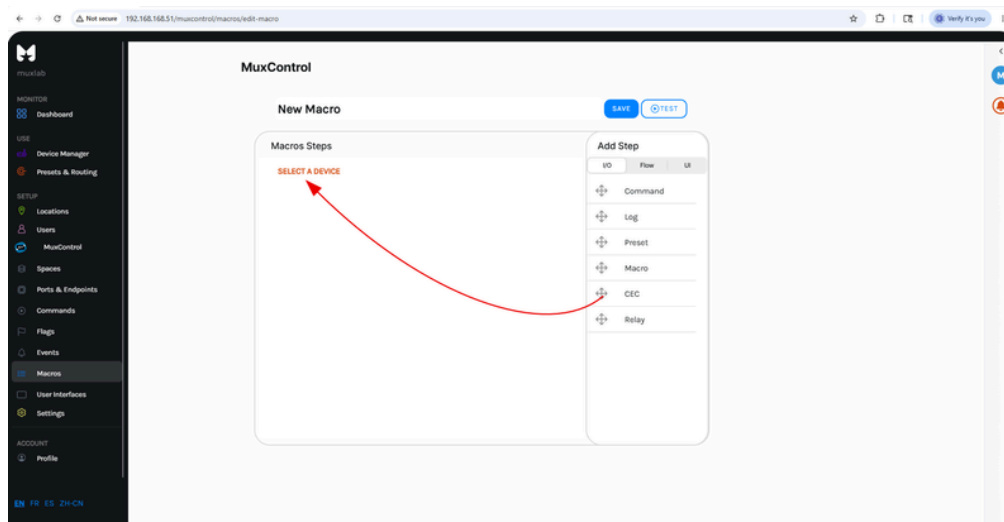 Not secure
192.168.168.51/muxcontrol/macros/edit-macro
Verify it's you
muxlab
MONITOR
Dashboard
USE
Device Manager
Presets & Routing
SETUP
Locations
Users
MuxControl
Spaces
Ports & Endpoints
Commands
Flags
Events
Macros
User Interfaces
Settings
ACCOUNT
Profile
EN FR ES ZH-CN
MuxControl
New Macro
SAVE
TEST
Macros Steps
SELECT A DEVICE
Add Step
I/O Flow UI
Command
Log
Preset
Macro
CEC
Relay
M